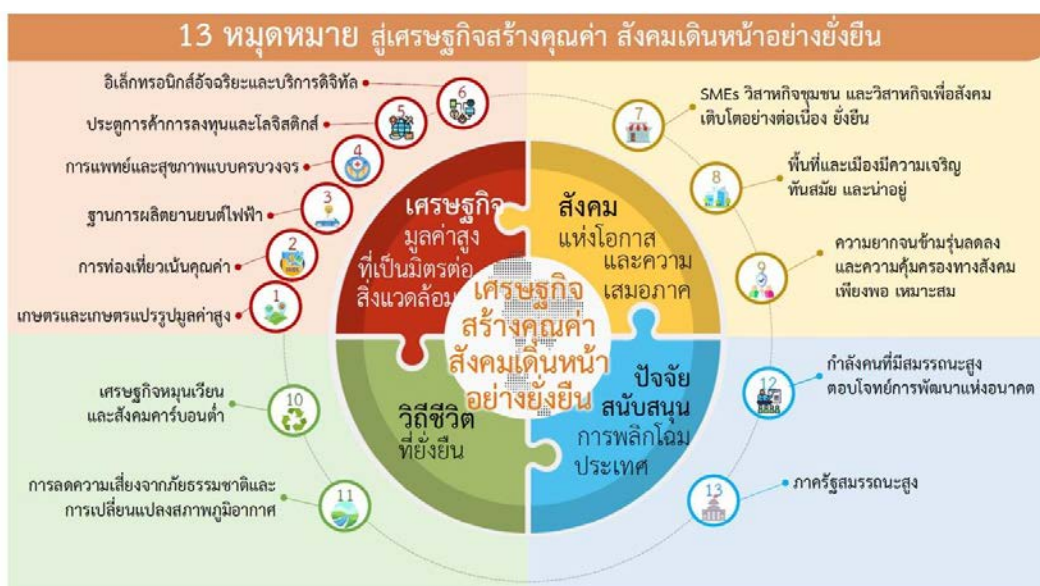 13 หมุดหมาย สู่เศรษฐกิจสร้างคุณค่า สังคมเดินหน้าอย่างยั่งยืน
อิเล็กทรอนิกส์อัจฉริยะและบริการดิจิทัล
6
ประตูการค้าการลงทุนและโลจิสติกส์
5
การแพทย์และสุขภาพแบบครบวงจร
4
ฐานการผลิตยานยนต์ไฟฟ้า
3
การท่องเที่ยวเน้นคุณค่า
2
เกษตรและเกษตรแปรรูปมูลค่าสูง
1
7
SMEs วิสาหกิจชุมชน และวิสาหกิจเพื่อสังคม
เติบโตอย่างต่อเนื่อง ยั่งยืน
8
พื้นที่และเมืองมีความเจริญ
ทันสมัย และน่าอยู่
9
ความยากจนข้ามรุ่นลดลง
และความคุ้มครองทางสังคม
เพียงพอ เหมาะสม
เศรษฐกิจ
มูลค่าสูง
ที่เป็นมิตรต่อ
สิ่งแวดล้อม
สังคม
แห่งโอกาส
และความ
เสมอภาค
เศรษฐกิจ
สร้างคุณค่า
สังคมเดินหน้า
อย่างยั่งยืน
วิถีชีวิต
ที่ยั่งยืน
ปัจจัย
สนับสนุน
การพลิกโฉม
ประเทศ
เศรษฐกิจหมุนเวียน
และสังคมคาร์บอนต่ำ
10
การลดความเสี่ยงจากภัยธรรมชาติและ
การเปลี่ยนแปลงสภาพภูมิอากาศ
11
12
กำลังคนที่มีสมรรถนะสูง
ตอบโจทย์การพัฒนาแห่งอนาคต
13
ภาครัฐสมรรถนะสูง